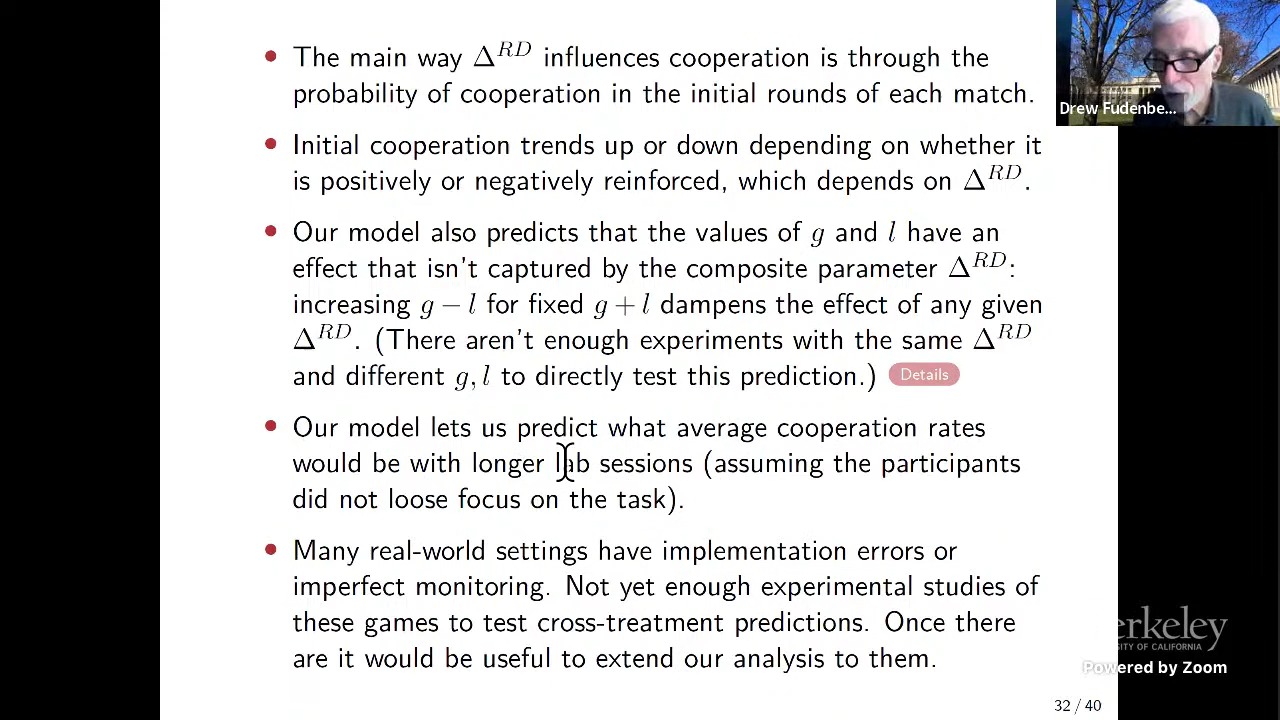 • The main way Δ^{RD} influences cooperation is through the
probability of cooperation in the initial rounds of each match.
• Initial cooperation trends up or down depending on whether it
is positively or negatively reinforced, which depends on Δ^{RD}.
• Our model also predicts that the values of g and l have an
effect that isn't captured by the composite parameter Δ^{RD}:
increasing g − l for fixed g + l dampens the effect of any given
Δ^{RD}. (There aren't enough experiments with the same Δ^{RD}
and different g, l to directly test this prediction.) Details
• Our model lets us predict what average cooperation rates
would be with longer lab sessions (assuming the participants
did not loose focus on the task).
• Many real-world settings have implementation errors or
imperfect monitoring. Not yet enough experimental studies of
these games to test cross-treatment predictions. Once there
are it would be useful to extend our analysis to them.
32 / 40
Drew Fudenbe...
erkeley
OF CALIFORNIA
Powered by Zoom